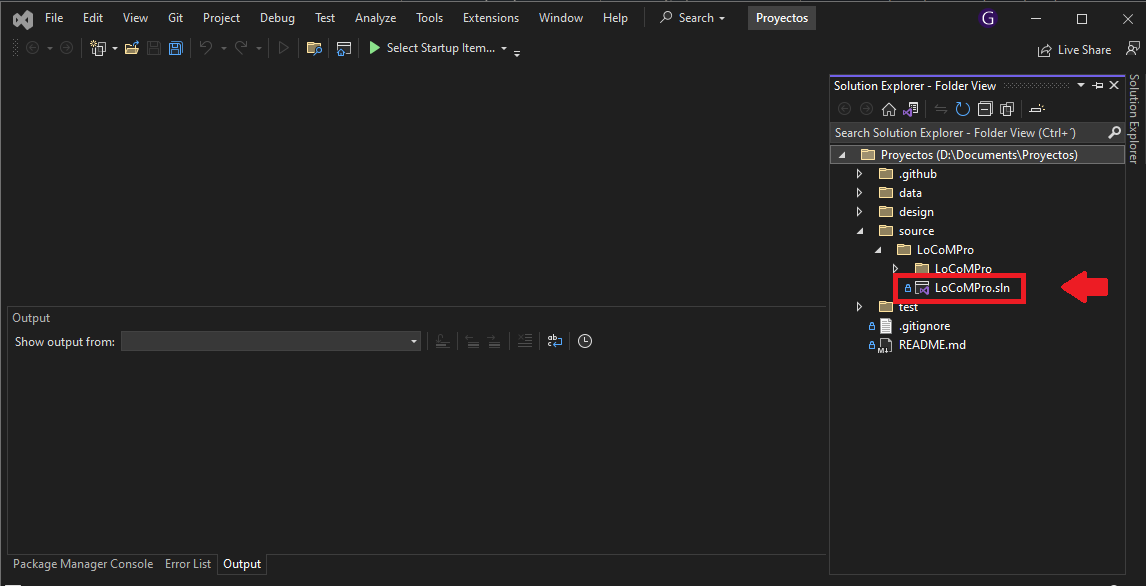 File Edit View Git Project Debug Test Analyze Tools Extensions Window Help Search Proyectos G
Select Startup Item... Live Share
Solution Explorer - Folder View
Solution Explorer
Search Solution Explorer - Folder View (Ctrl+´)
Proyectos (D:\Documents\Proyectos)
.github
data
design
source
LoCoMPro
LoCoMPro
LoCoMPro.sln
test
.gitignore
README.md
Output
Show output from:
Package Manager Console Error List Output